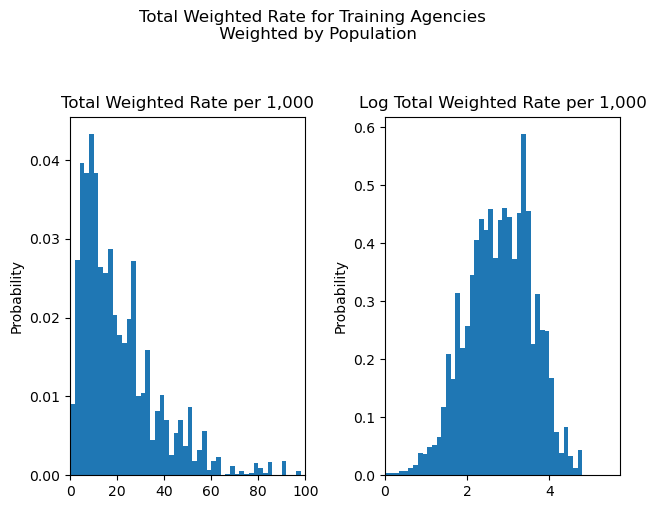 Total Weighted Rate for Training Agencies
Weighted by Population
Total Weighted Rate per 1,000
Probability
0.04
0.03
0.02
0.01
0.00
0 20 40 60 80 100
Log Total Weighted Rate per 1,000
Probability
0.6
0.5
0.4
0.3
0.2
0.1
0.0
0 2 4